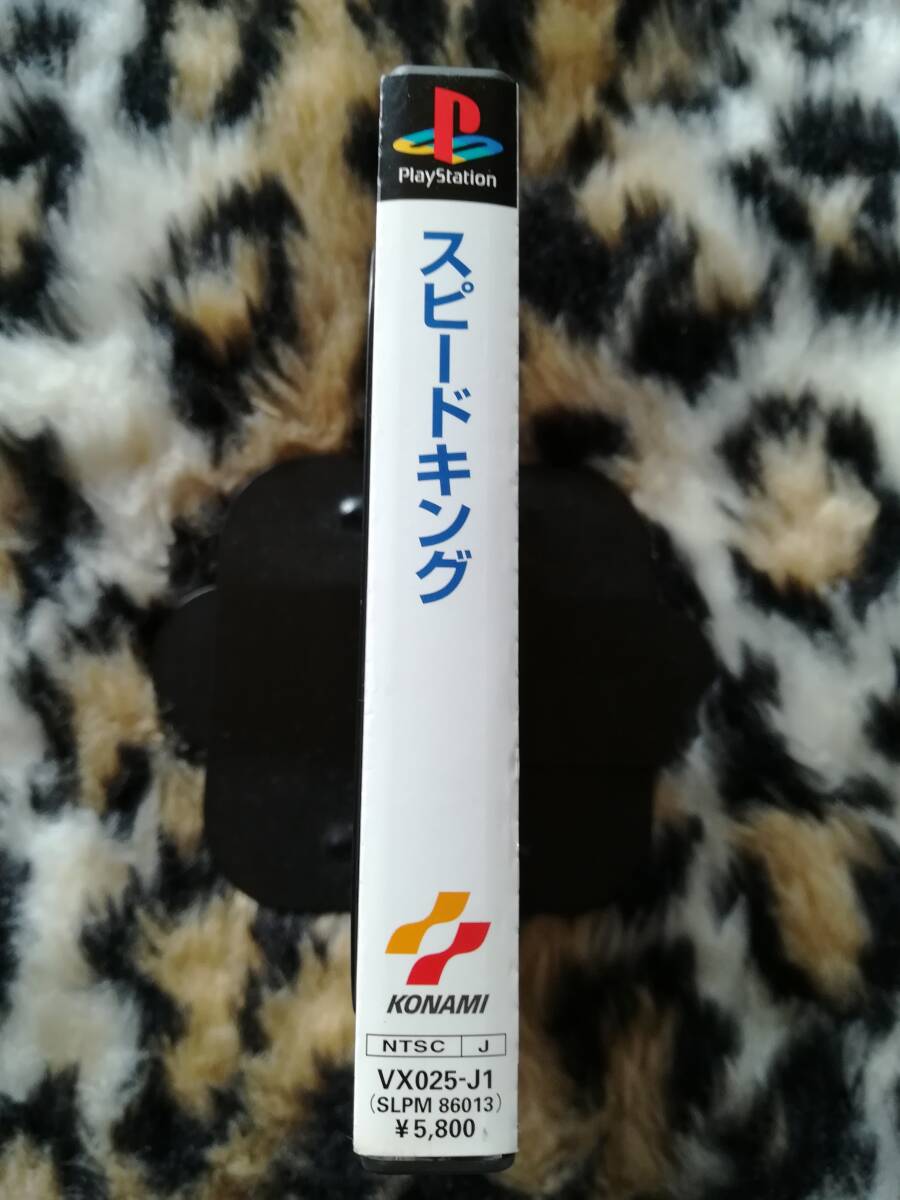 PlayStation
スピードキング
KONAMI
NTSC J
VX025-J1
(SLPM 86013)
¥5,800